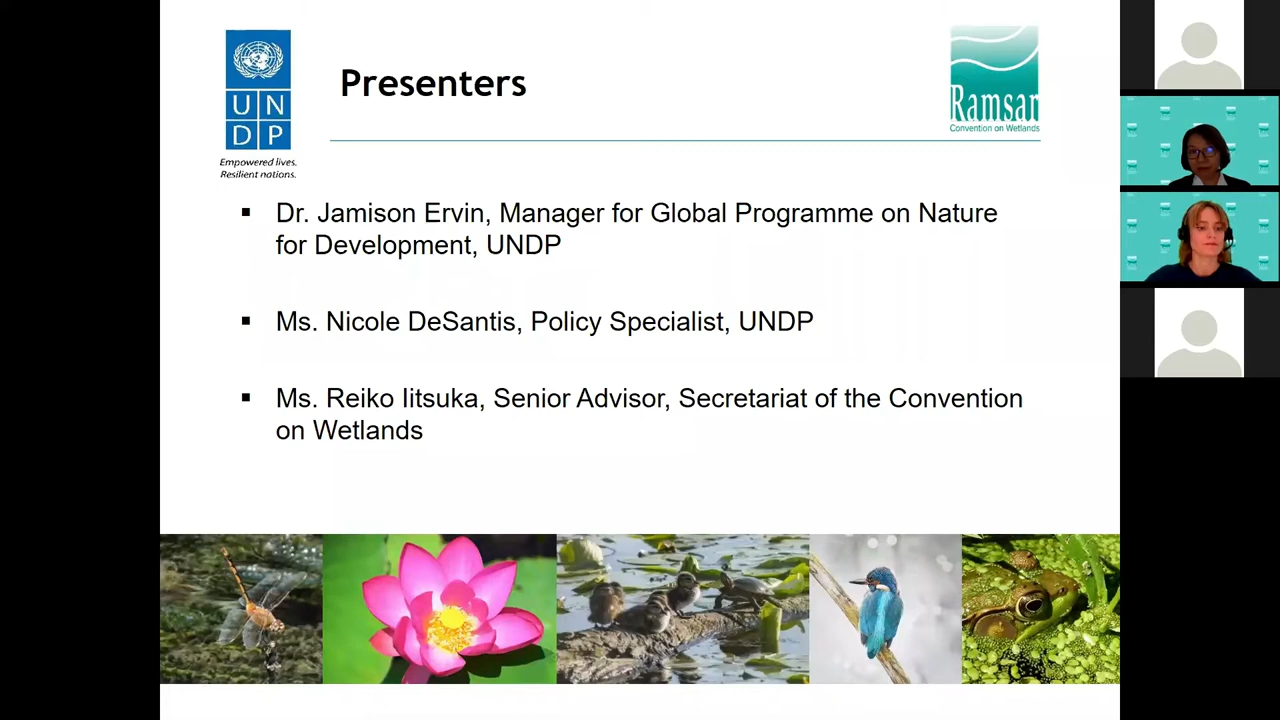 UN
DP
Empowered lives.
Resilient nations.
Presenters
Ramsar
Convention on Wetlands
▪ Dr. Jamison Ervin, Manager for Global Programme on Nature
for Development, UNDP
▪ Ms. Nicole DeSantis, Policy Specialist, UNDP
▪ Ms. Reiko Iitsuka, Senior Advisor, Secretariat of the Convention
on Wetlands